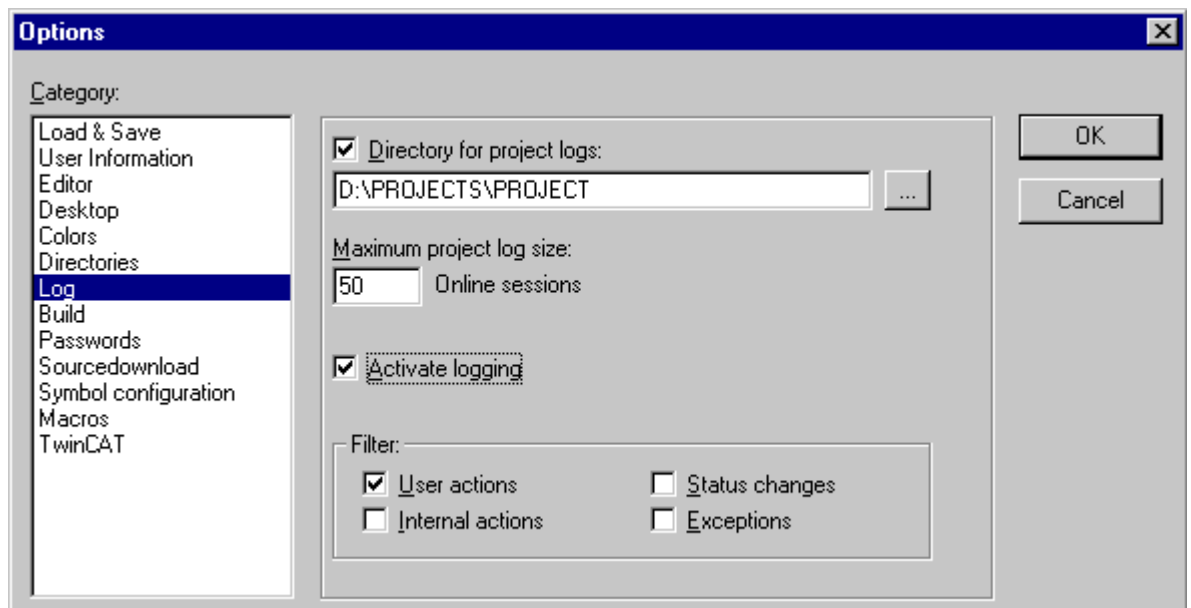 Options
Category:
Load & Save
User Information
Editor
Desktop
Colors
Directories
Log
Build
Passwords
Sourcedownload
Symbol configuration
Macros
TwinCAT
Directory for project logs:
D:\PROJECTS\PROJECT
...
Maximum project log size:
50 Online sessions
Activate logging
Filter:
User actions
Status changes
Internal actions
Exceptions
OK
Cancel